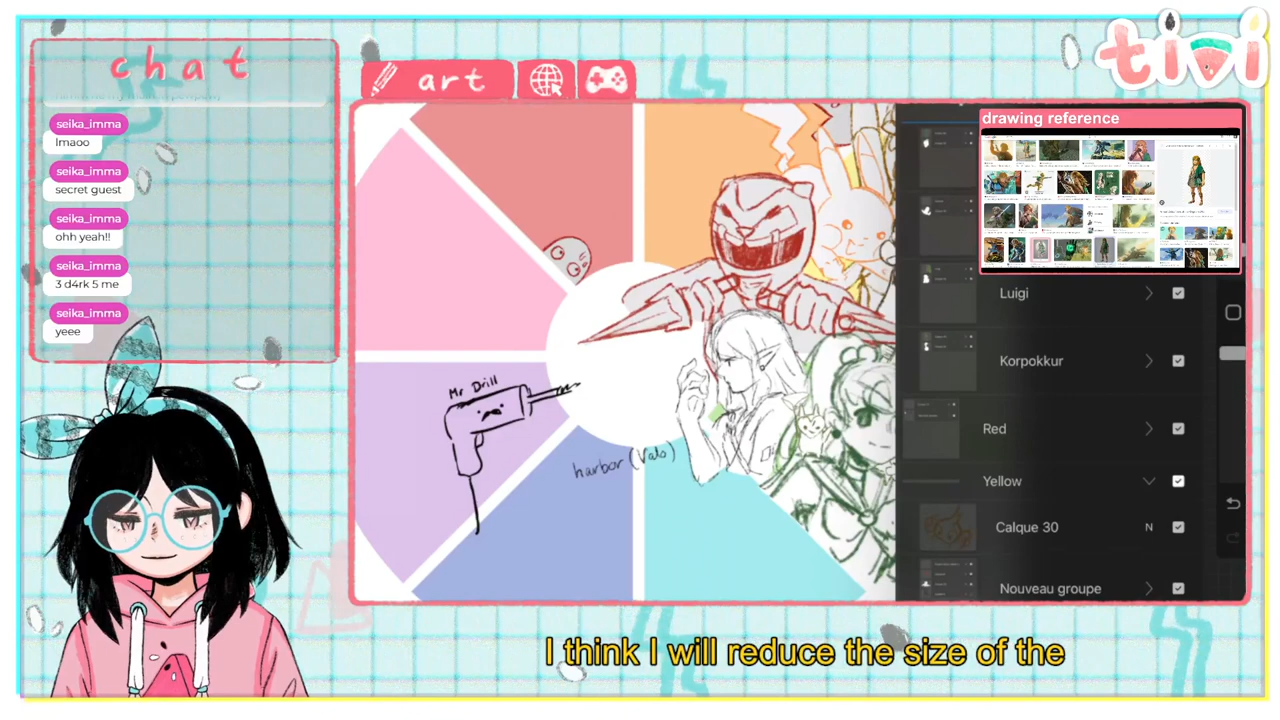 chat
seika_imma
lmaoo
seika_imma
secret guest
seika_imma
ohh yeah!!
seika_imma
3 d4rk 5 me
seika_imma
yeee
art
tivi
drawing reference
Mr Drill
harbor (Valo)
Luigi
Korpokkur
Red
Yellow
Calque 30
N
Nouveau groupe
I think I will reduce the size of the